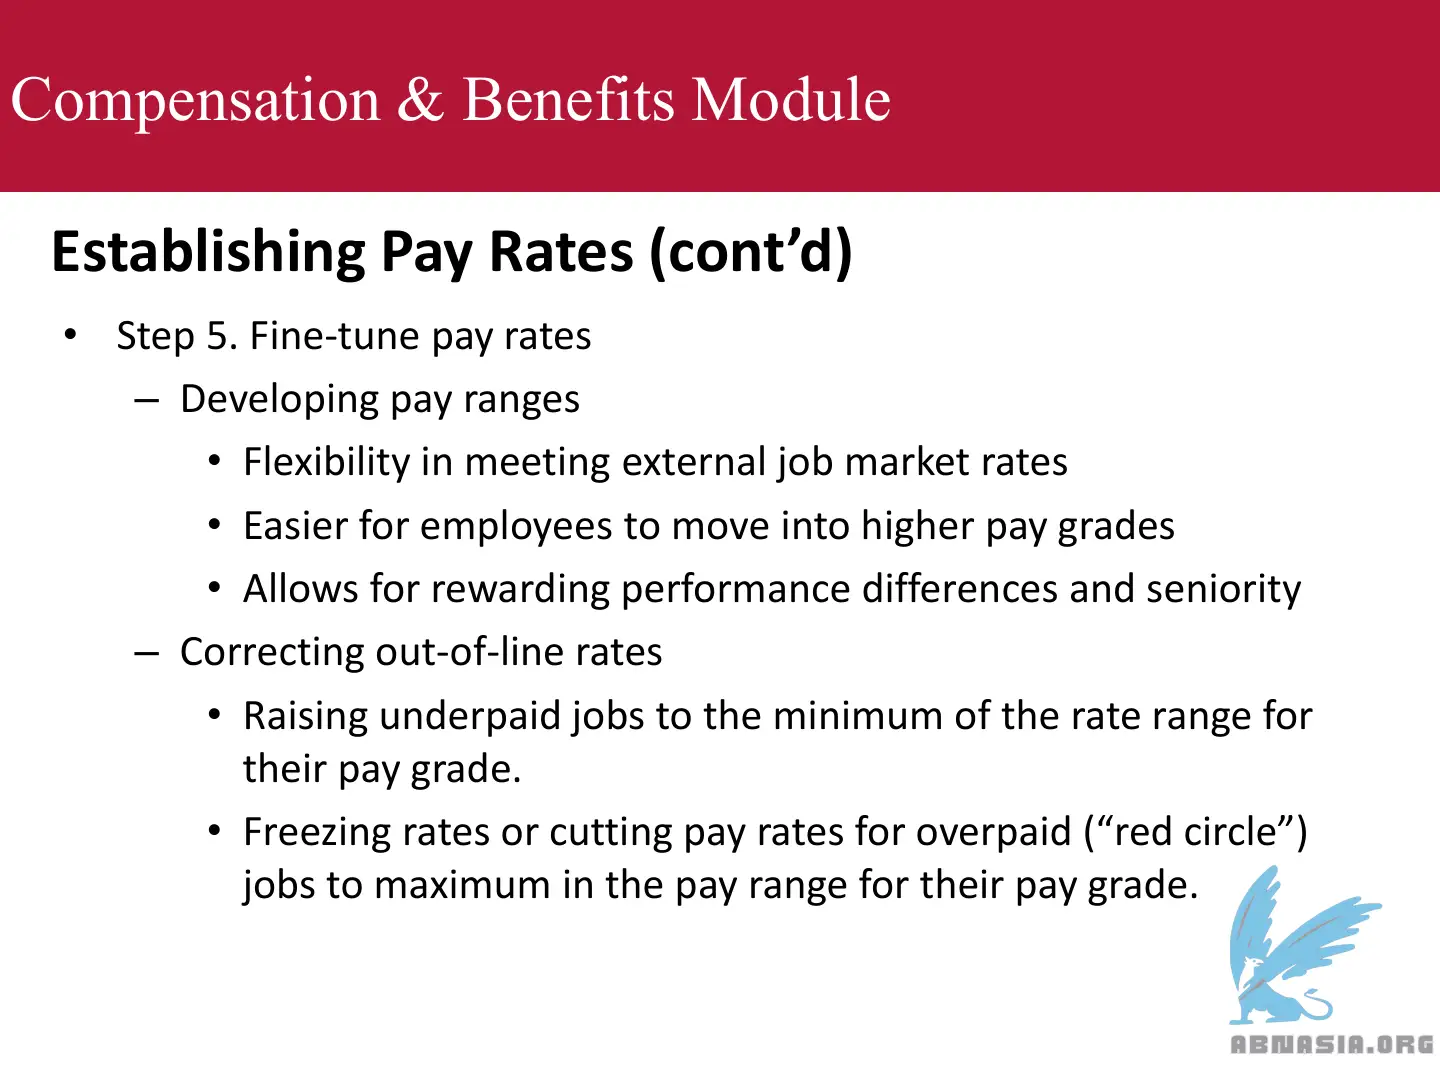 Compensation & Benefits Module
Establishing Pay Rates (cont’d)
• Step 5. Fine-tune pay rates
– Developing pay ranges
• Flexibility in meeting external job market rates
• Easier for employees to move into higher pay grades
• Allows for rewarding performance differences and seniority
– Correcting out-of-line rates
• Raising underpaid jobs to the minimum of the rate range for
their pay grade.
• Freezing rates or cutting pay rates for overpaid (“red circle”)
jobs to maximum in the pay range for their pay grade.
ABNASIA.ORG